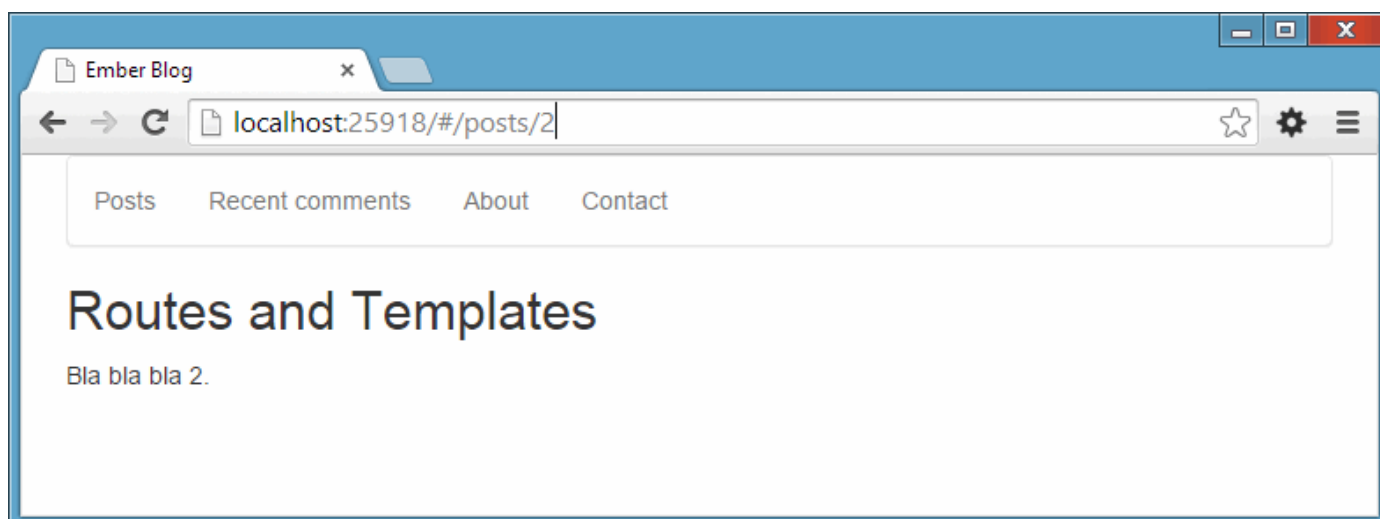 Ember Blog
localhost:25918/#/posts/2
Posts Recent comments About Contact
Routes and Templates
Bla bla bla 2.